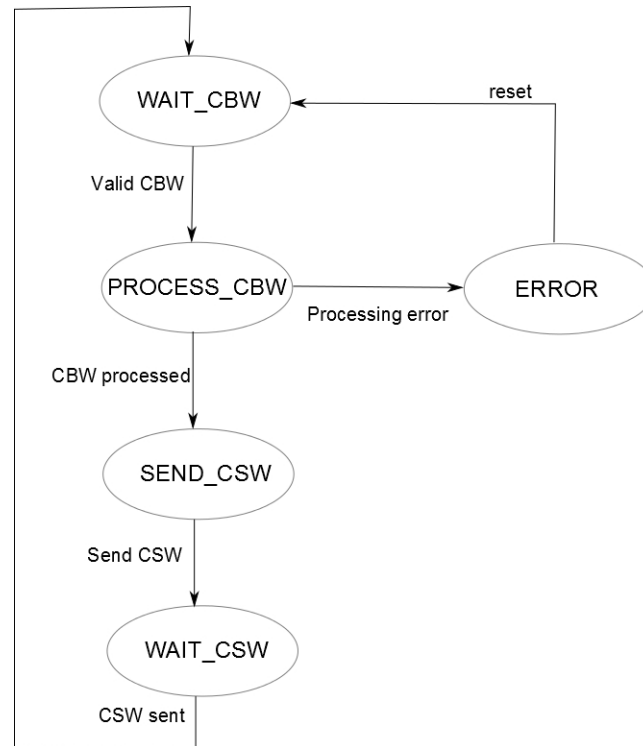 reset
WAIT_CBW
Valid CBW
PROCESS_CBW
ERROR
Processing error
CBW processed
SEND_CSW
Send CSW
WAIT_CSW
CSW sent